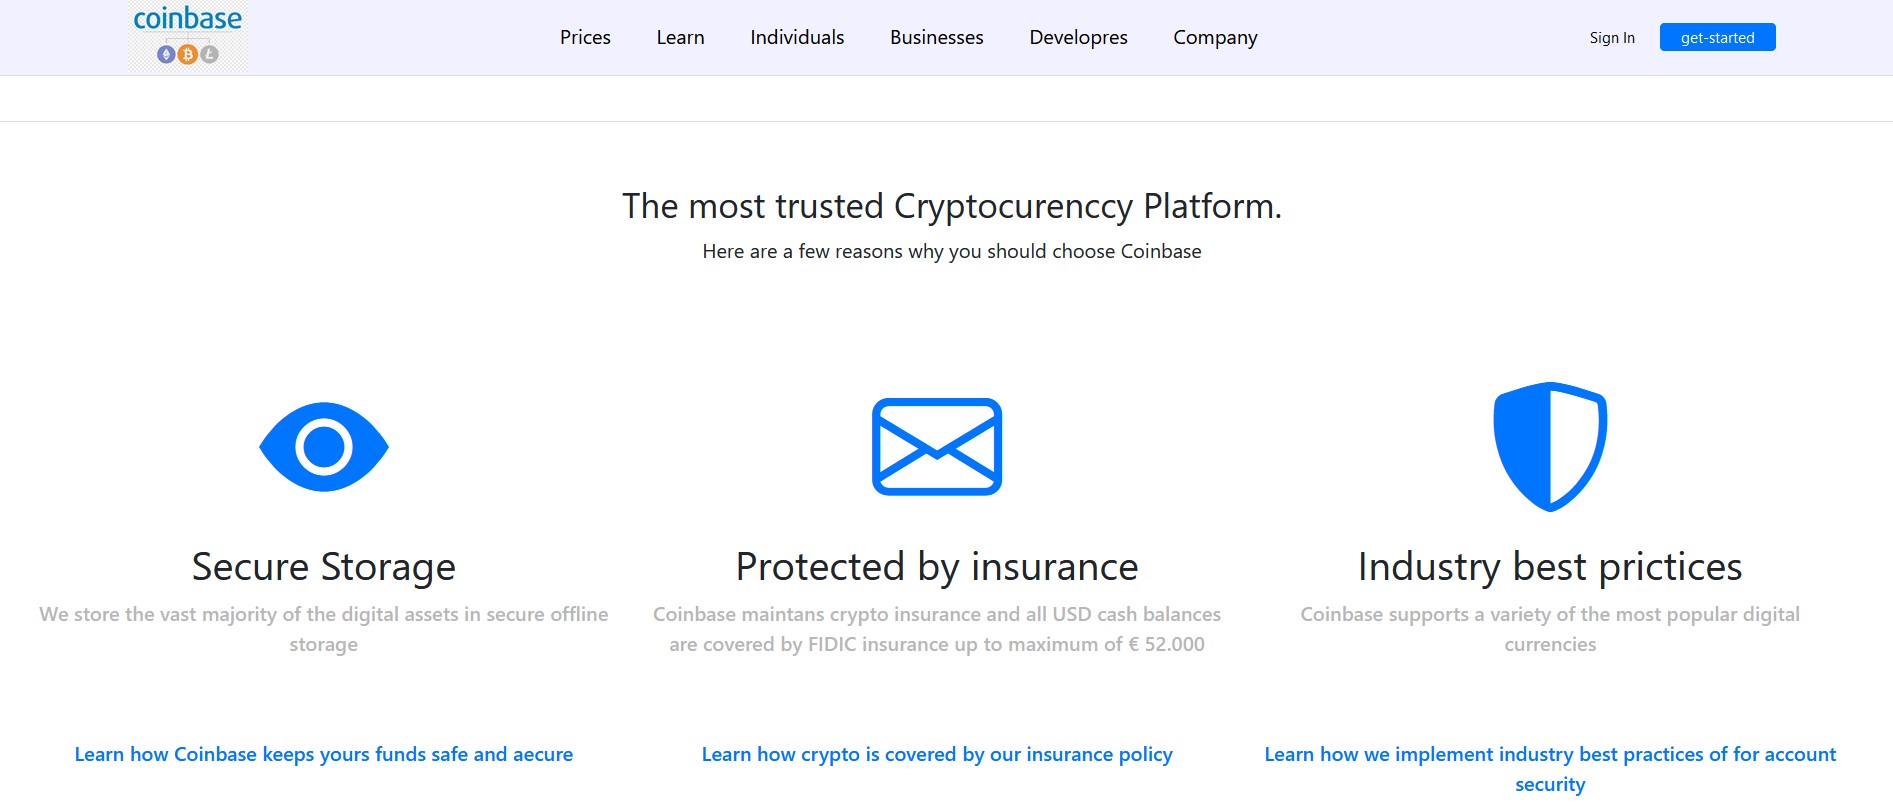 coinbase
Prices Learn Individuals Businesses Developres Company Sign In get-started
The most trusted Cryptocurenccy Platform.
Here are a few reasons why you should choose Coinbase
Secure Storage
We store the vast majority of the digital assets in secure offline
storage
Learn how Coinbase keeps yours funds safe and aecure
Protected by insurance
Coinbase maintans crypto insurance and all USD cash balances
are covered by FIDIC insurance up to maximum of € 52.000
Learn how crypto is covered by our insurance policy
Industry best prictices
Coinbase supports a variety of the most popular digital
currencies
Learn how we implement industry best practices of for account
security